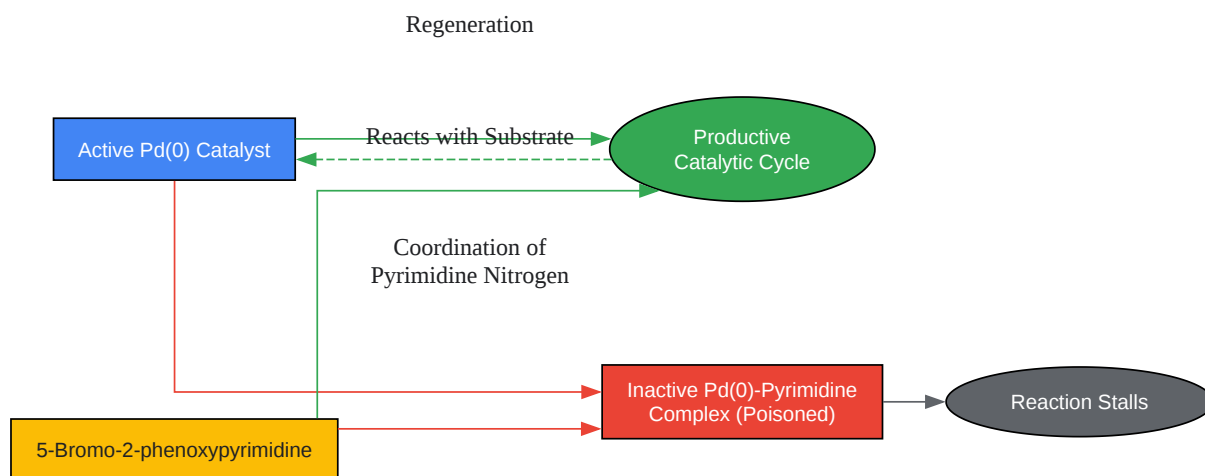 Regeneration
Reacts with Substrate
Active Pd(0) Catalyst
Productive
Catalytic Cycle
Coordination of
Pyrimidine Nitrogen
Inactive Pd(0)-Pyrimidine
Complex (Poisoned)
Reaction Stalls
5-Bromo-2-phenoxypyrimidine